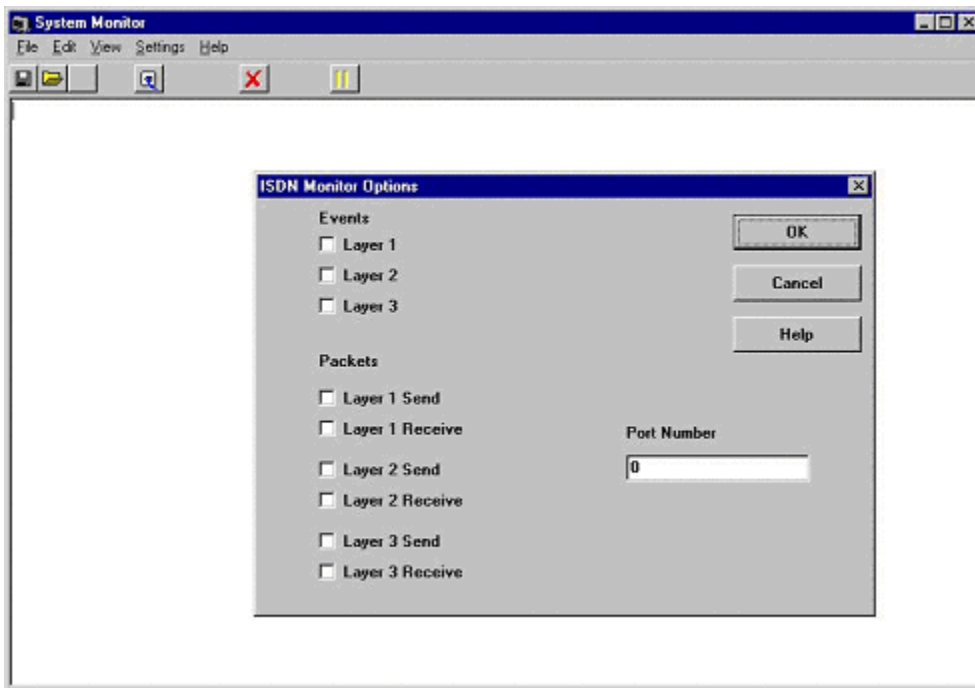 System Monitor
File Edit View Settings Help
ISDN Monitor Options
Events
Layer 1
Layer 2
Layer 3
OK
Cancel
Help
Packets
Layer 1 Send
Layer 1 Receive
Layer 2 Send
Layer 2 Receive
Layer 3 Send
Layer 3 Receive
Port Number
0